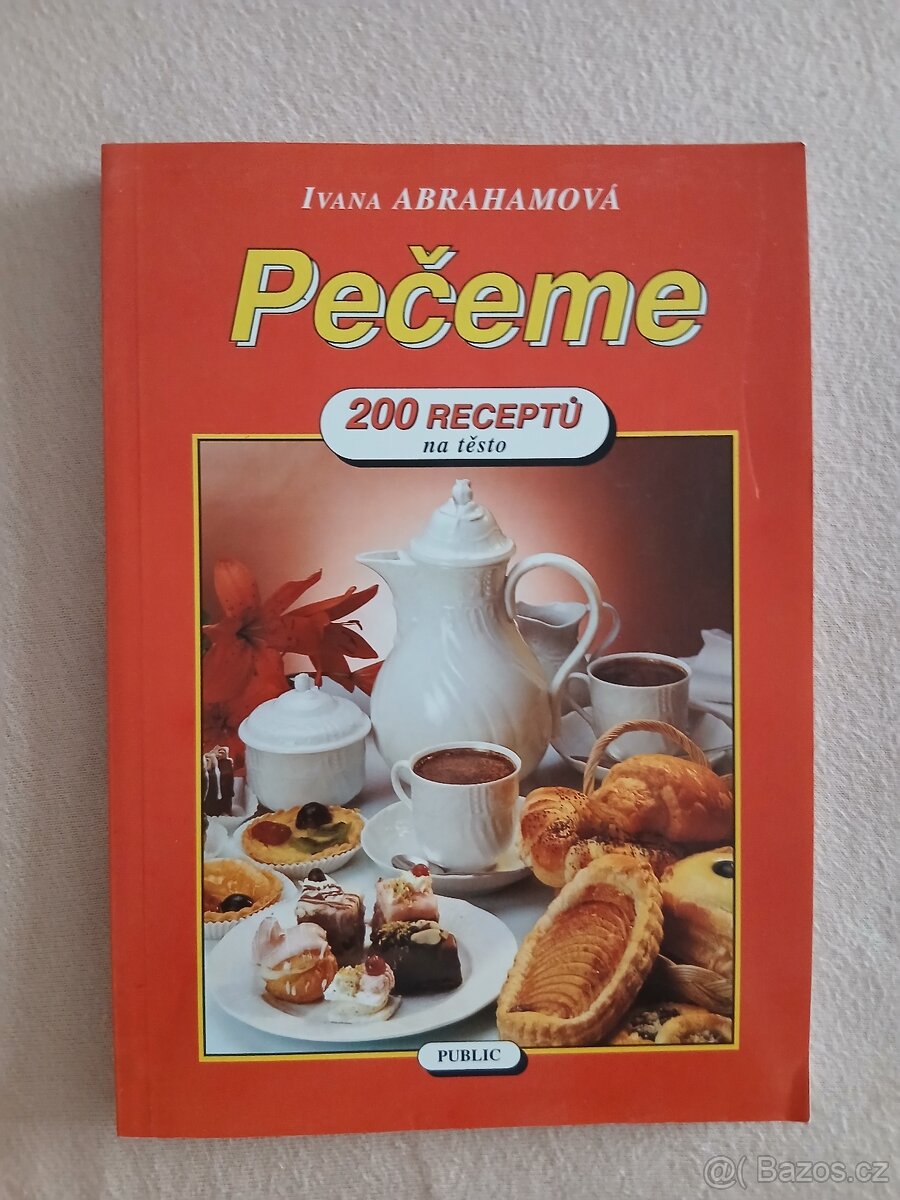 Ivana ABRAHAMOVÁ
Pečeme
200 RECEPTŮ
na těsto
PUBLIC
@( Bazos.cz